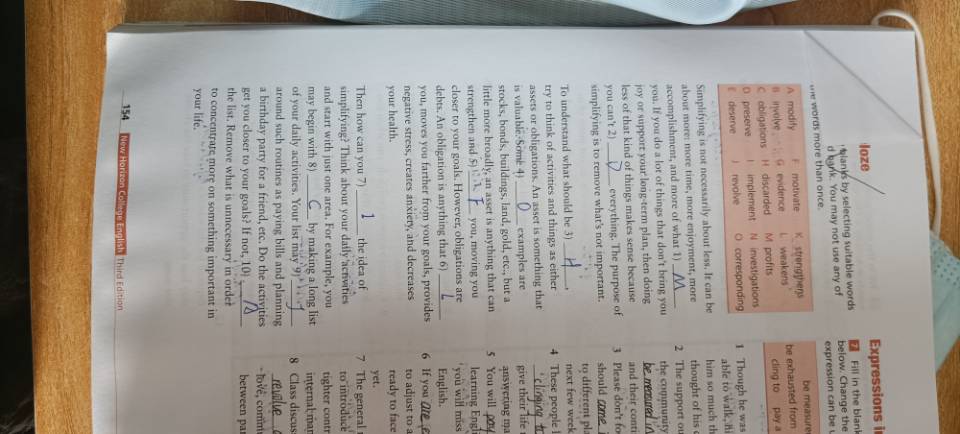 loze
blanks by selecting suitable words
d bank. You may not use any of
the words more than once.
A modify F motivate K strengthens
B involve G evidence L weakens
C obligations H discarded M profits
D preserve I implement N investigations
E deserve J revolve O corresponding
Simplifying is not necessarily about less. It can be
about more: more time, more enjoyment, more
accomplishment, and more of what 1) M
you. If you do a lot of things that don't bring you
joy or support your long-term plan, then doing
less of that kind of things makes sense because
you can't 2) ______ everything. The purpose of
simplifying is to remove what's not important.
To understand what should be 3) H ,
try to think of activities and things as either
assets or obligations. An asset is something that
is valuable. Some 4) O examples are
stocks, bonds, buildings, land, gold, etc., but a
little more broadly, an asset is anything that can
strengthen and 5) F you, moving you
closer to your goals. However, obligations are
debts. An obligation is anything that 6) L
you, moves you farther from your goals, provides
negative stress, creates anxiety, and decreases
your health.
Then how can you 7) I the idea of
simplifying? Think about your daily activities
and start with just one area. For example, you
may begin with 8) C by making a long list
of your daily activities. Your list may 9) J
around such routines as paying bills and planning
a birthday party for a friend, etc. Do the activities
get you closer to your goals? If not, 10) A
the list. Remove what is unnecessary in order
to concentrate more on something important in
your life.
154 New Horizon College English Third Edition
Expressions i
7 Fill in the blank
below. Change the
expression can be
be measure
be exhausted from
cling to pay a
1 Though he was
able to walk, hi
him so much th
thought of his
2 The support ou
the community
be measured in
and their conti
3 Please don't fo
should come
to different pla
next few week
4 These people
clinging to
give their life
answering ma
5 You will pay
learning Engli
you will miss
English.
6 If you are e
to adjust to a
ready to face
yet.
7 The general
to introduce
tighter contr
internal man
8 Class discus
revolve
love, commu
between par